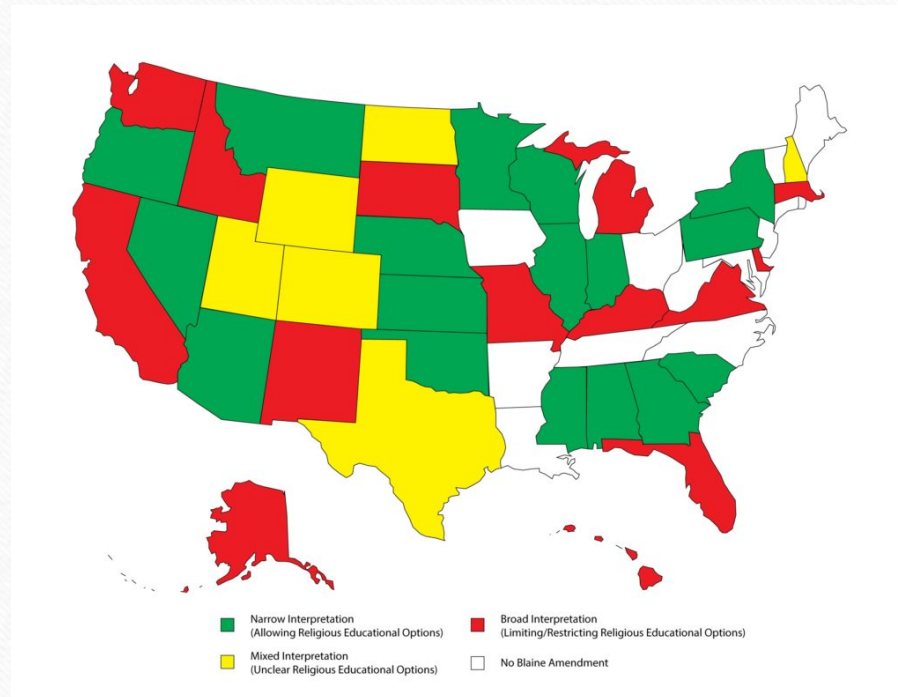 Narrow Interpretation
(Allowing Religious Educational Options)
Mixed Interpretation
(Unclear Religious Educational Options)
Broad Interpretation
(Limiting/Restricting Religious Educational Options)
No Blaine Amendment